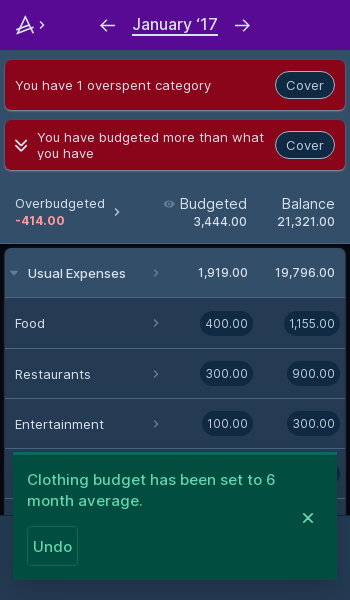 January ‘17
You have 1 overspent category
Cover
You have budgeted more than what
you have
Cover
Overbudgeted
-414.00
Budgeted
3,444.00
Balance
21,321.00
Usual Expenses 1,919.00 19,796.00
Food 400.00 1,155.00
Restaurants 300.00 900.00
Entertainment 100.00 300.00
Clothing budget has been set to 6
month average.
Undo